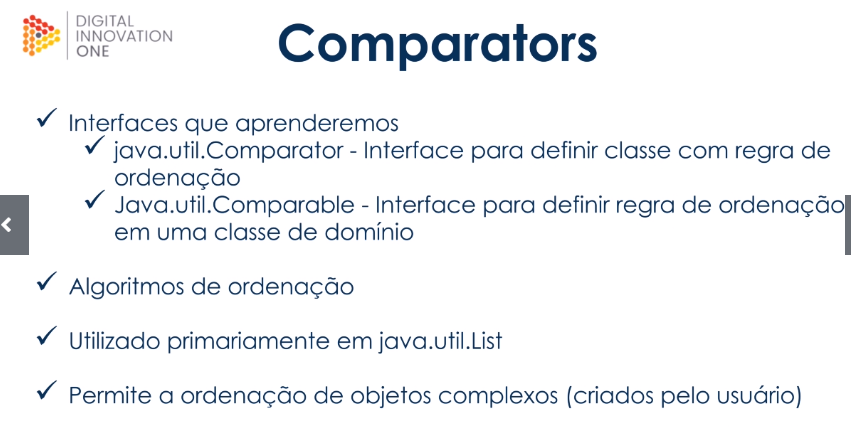 DIGITAL
INNOVATION
ONE
Comparators
Interfaces que aprenderemos
java.util.Comparator - Interface para definir classe com regra de
ordenação
Java.util.Comparable - Interface para definir regra de ordenação
em uma classe de domínio
Algoritmos de ordenação
Utilizado primariamente em java.util.List
Permite a ordenação de objetos complexos (criados pelo usuário)